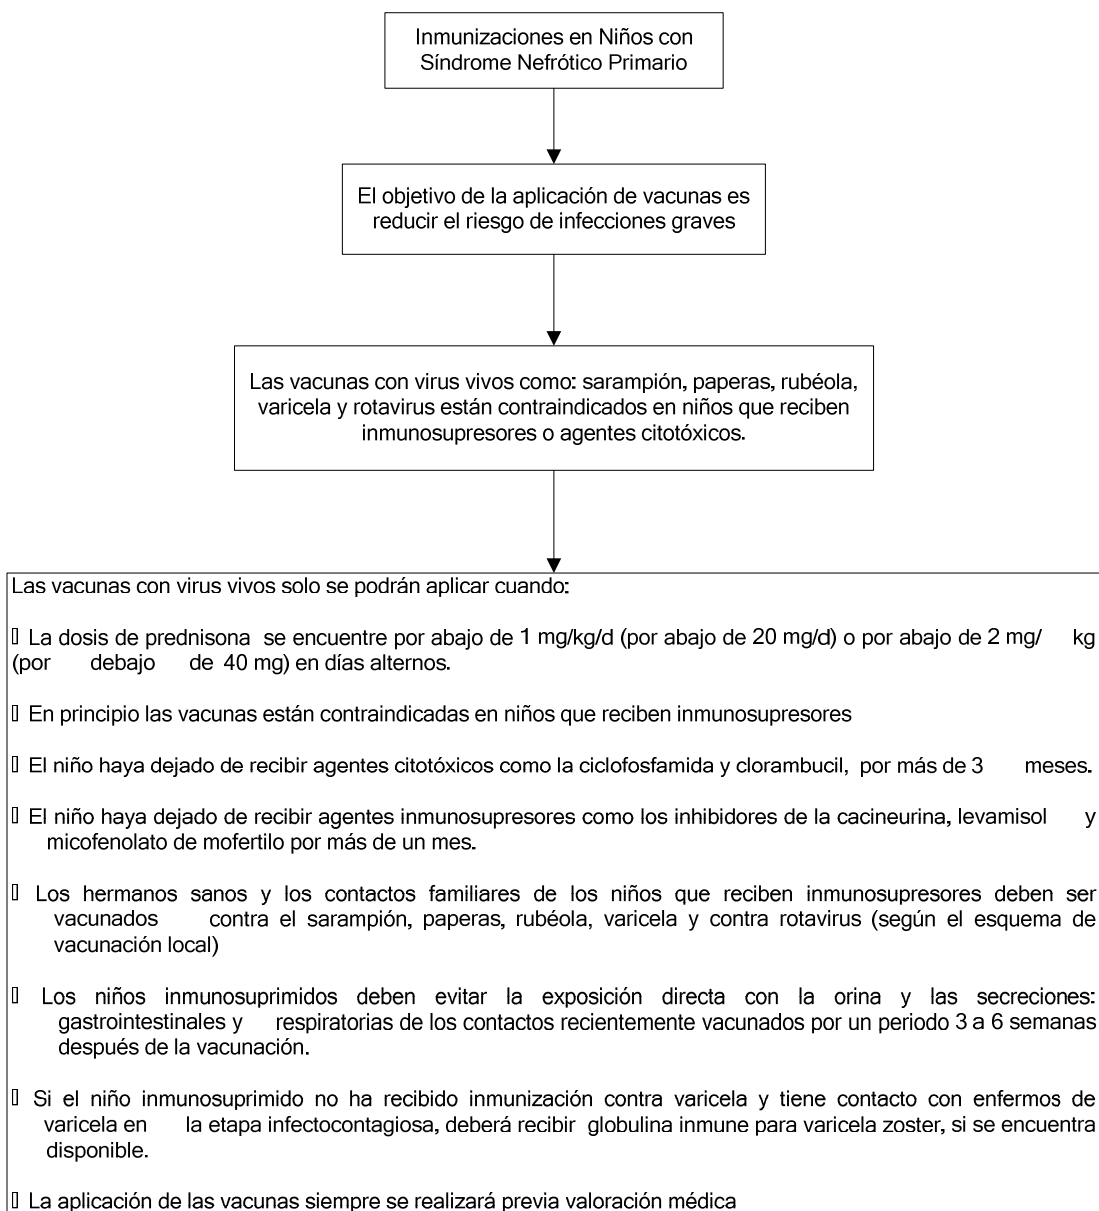 Inmunizaciones en Niños con
Síndrome Nefrótico Primario
El objetivo de la aplicación de vacunas es
reducir el riesgo de infecciones graves
Las vacunas con virus vivos como: sarampión, paperas, rubéola,
varicela y rotavirus están contraindicados en niños que reciben
inmunosupresores o agentes citotóxicos.
Las vacunas con virus vivos solo se podrán aplicar cuando:
▯ La dosis de prednisona se encuentre por abajo de 1 mg/kg/d (por abajo de 20 mg/d) o por abajo de 2 mg/ kg
(por debajo de 40 mg) en días alternos.
▯ En principio las vacunas están contraindicadas en niños que reciben inmunosupresores
▯ El niño haya dejado de recibir agentes citotóxicos como la ciclofosfamida y clorambucil, por más de 3 meses.
▯ El niño haya dejado de recibir agentes inmunosupresores como los inhibidores de la cacineurina, levamisol y
micofenolato de mofertilo por más de un mes.
▯ Los hermanos sanos y los contactos familiares de los niños que reciben inmunosupresores deben ser
vacunados contra el sarampión, paperas, rubéola, varicela y contra rotavirus (según el esquema de
vacunación local)
▯ Los niños inmunosuprimidos deben evitar la exposición directa con la orina y las secreciones:
gastrointestinales y respiratorias de los contactos recientemente vacunados por un periodo 3 a 6 semanas
después de la vacunación.
▯ Si el niño inmunosuprimido no ha recibido inmunización contra varicela y tiene contacto con enfermos de
varicela en la etapa infectocontagiosa, deberá recibir globulina inmune para varicela zoster, si se encuentra
disponible.
▯ La aplicación de las vacunas siempre se realizará previa valoración médica